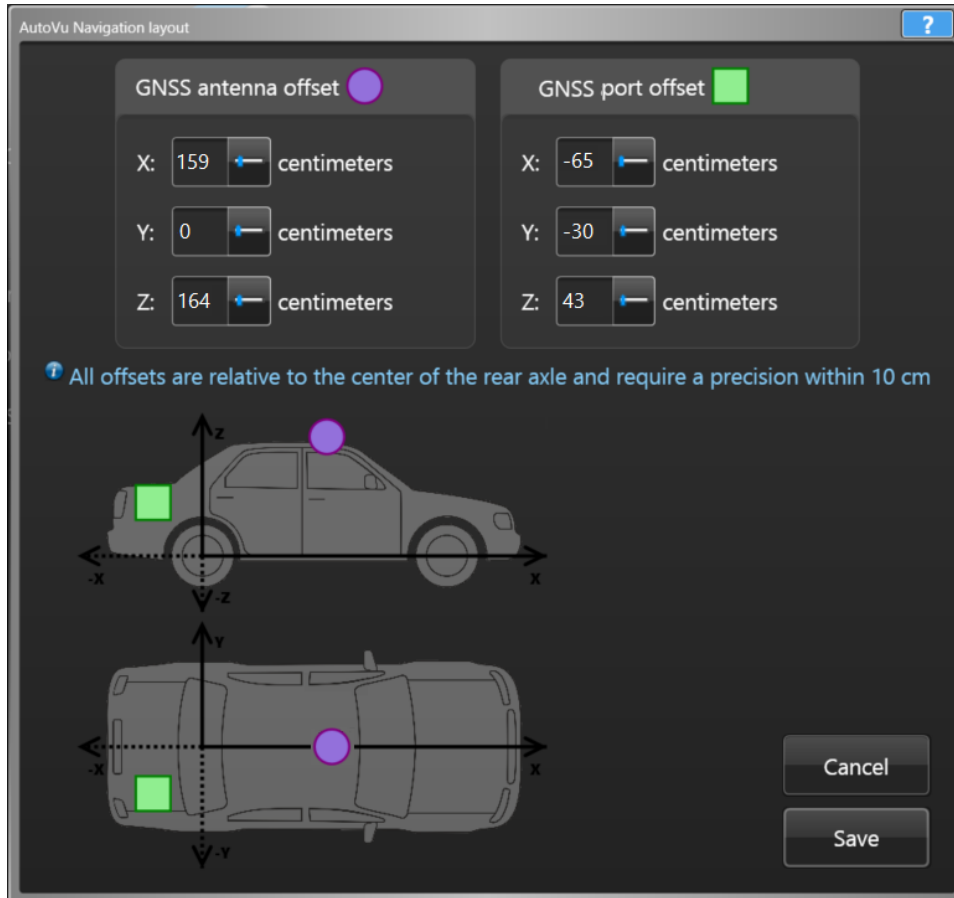 AutoVu Navigation layout
?
GNSS antenna offset
X: 159 centimeters
Y: 0 centimeters
Z: 164 centimeters
GNSS port offset
X: -65 centimeters
Y: -30 centimeters
Z: 43 centimeters
i All offsets are relative to the center of the rear axle and require a precision within 10 cm
Z
-X
X
-Z
Y
-X
X
-Y
Cancel
Save